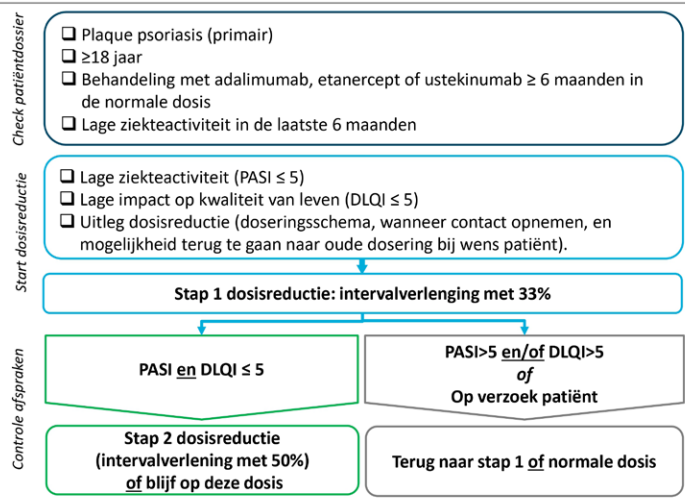 Check patiëntdossier
❑ Plaque psoriasis (primair)
❑ ≥18 jaar
❑ Behandeling met adalimumab, etanercept of ustekinumab ≥ 6 maanden in
de normale dosis
❑ Lage ziekteactiviteit in de laatste 6 maanden
Start dosisreductie
❑ Lage ziekteactiviteit (PASI ≤ 5)
❑ Lage impact op kwaliteit van leven (DLQI ≤ 5)
❑ Uitleg dosisreductie (doseringsschema, wanneer contact opnemen, en
mogelijkheid terug te gaan naar oude dosering bij wens patiënt).
Stap 1 dosisreductie: intervalverlenging met 33%
Controle afspraken
PASI en DLQI ≤ 5
PASI>5 en/of DLQI>5
of
Op verzoek patiënt
Stap 2 dosisreductie
(intervalverlening met 50%)
of blijf op deze dosis
Terug naar stap 1 of normale dosis